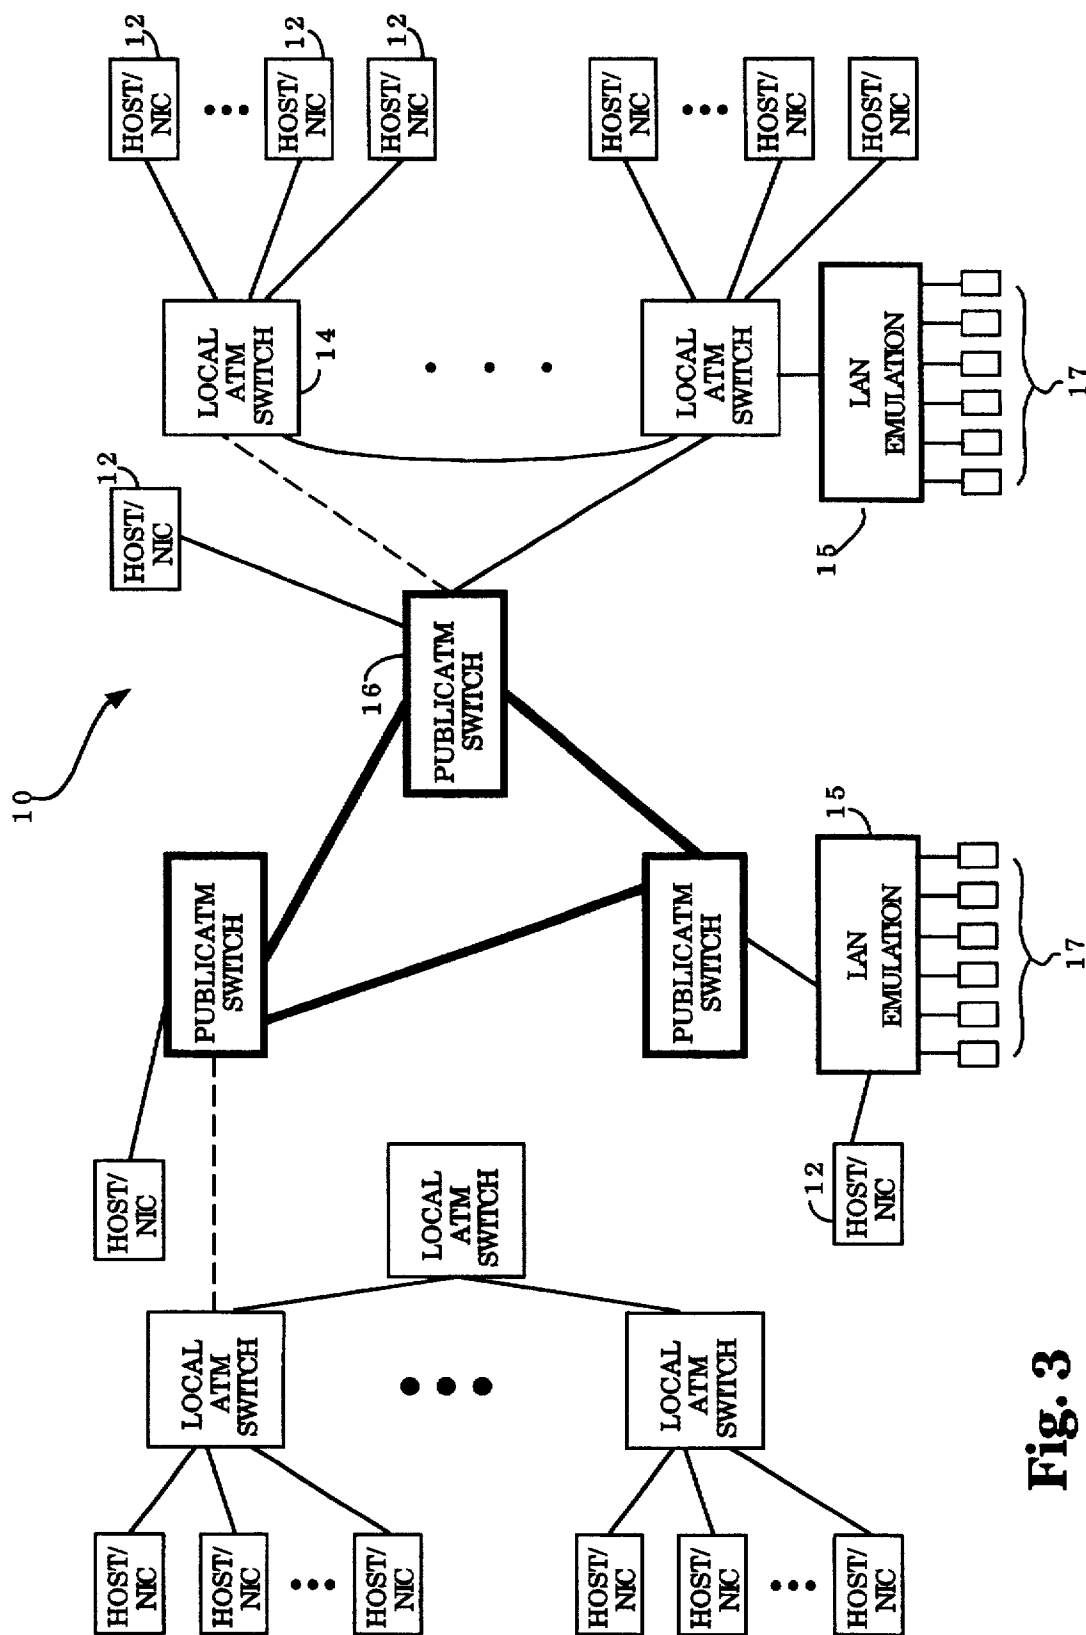 10
HOST/
NIC
HOST/
NIC
12
HOST/
NIC
12
HOST/
NIC
LOCAL
ATM
SWITCH
PUBLICATM
SWITCH
LOCAL
ATM
SWITCH
14
HOST/
NIC
12
HOST/
NIC
HOST/
NIC
LOCAL
ATM
SWITCH
16
PUBLICATM
SWITCH
12
HOST/
NIC
HOST/
NIC
HOST/
NIC
LOCAL
ATM
SWITCH
PUBLICATM
SWITCH
LOCAL
ATM
SWITCH
HOST/
NIC
HOST/
NIC
HOST/
NIC
12
HOST/
NIC
15
LAN
EMULATION
15
LAN
EMULATION
HOST/
NIC
17
17
Fig. 3